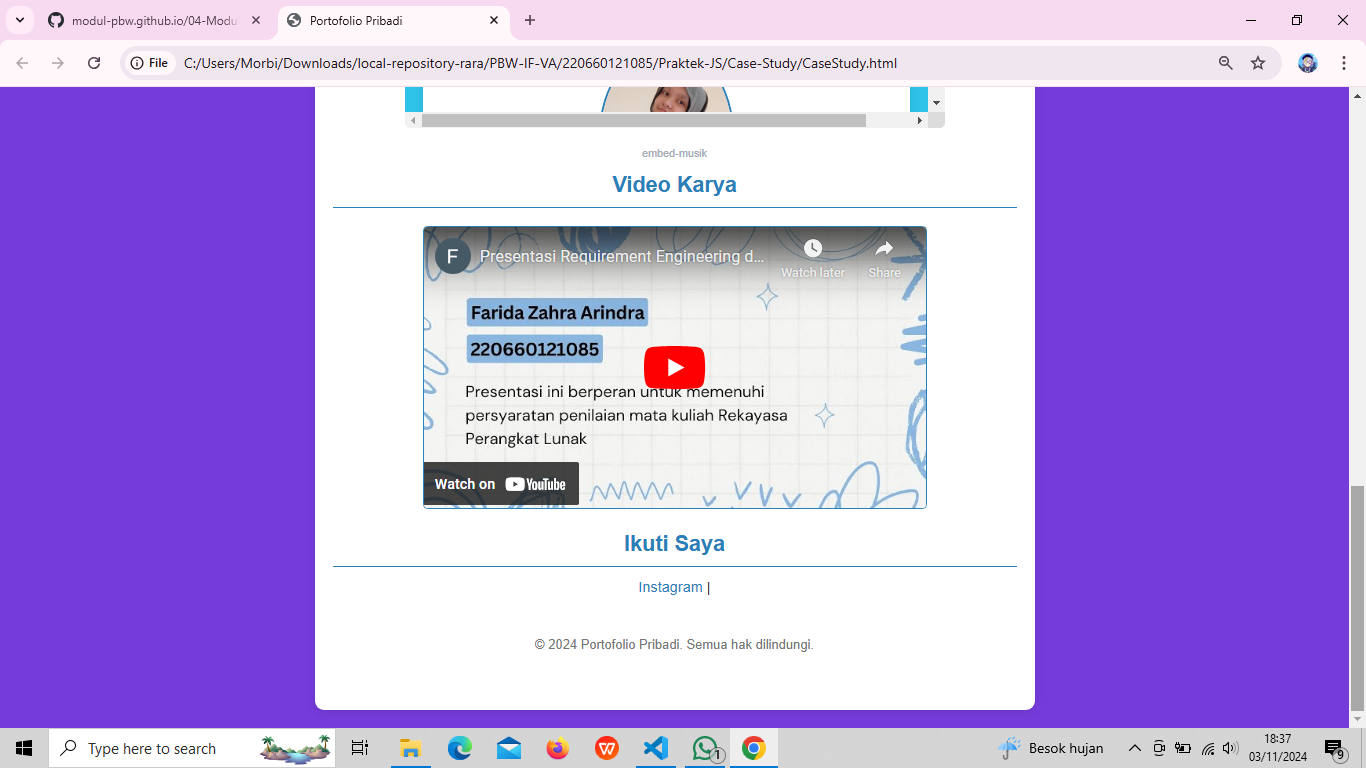 modul-pbw.github.io/04-Modul
Portofolio Pribadi
File
C:/Users/Morbi/Downloads/local-repository-rara/PBW-IF-VA/220660121085/Praktek-JS/Case-Study/CaseStudy.html
embed-musik
Video Karya
F
Presentasi Requirement Engineering d...
Watch later
Share
Farida Zahra Arindra
220660121085
Presentasi ini berperan untuk memenuhi
persyaratan penilaian mata kuliah Rekayasa
Perangkat Lunak
Watch on YouTube
Ikuti Saya
Instagram |
© 2024 Portofolio Pribadi. Semua hak dilindungi.
Type here to search
W
1
Besok hujan
18:37
03/11/2024
9